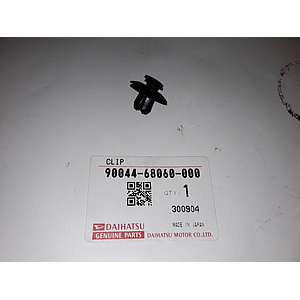 CLIP
90044-68060-000
QTY: 1
300904
MADE IN JAPAN
DAIHATSU
GENUINE PARTS
DAIHATSU MOTOR CO.,LTD.